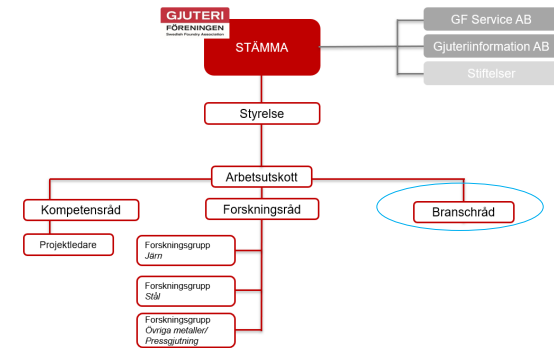 GJUTERI
FÖRENINGEN
Swedish Foundry Association
STÄMMA
GF Service AB
Gjuteriinformation AB
Stiftelser
Styrelse
Arbetsutskott
Kompetensråd
Forskningsråd
Branschråd
Projektledare
Forskningsgrupp
Järn
Forskningsgrupp
Stål
Forskningsgrupp
Övriga metaller/
Pressgjutning